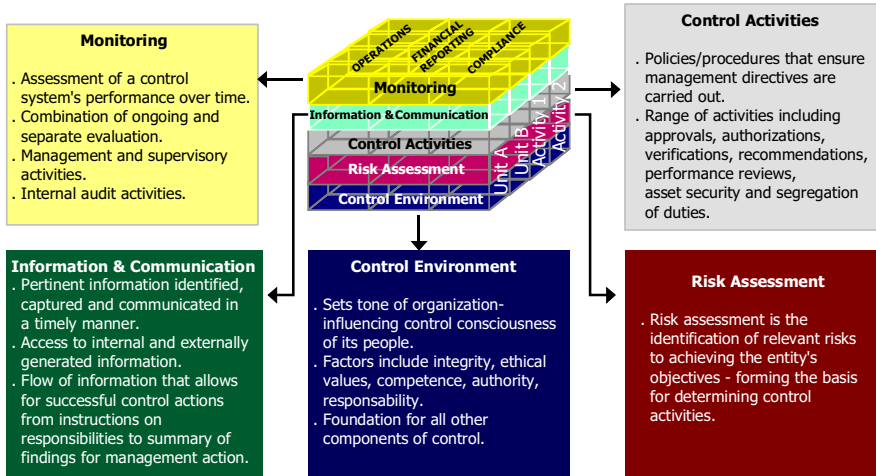 Monitoring
. Assessment of a control
system's performance over time.
. Combination of ongoing and
separate evaluation.
. Management and supervisory
activities.
. Internal audit activities.
OPERATIONS
FINANCIAL
REPORTING
COMPLIANCE
Monitoring
Information & Communication
Control Activities
Risk Assessment
Control Environment
Unit A
Unit B
Activity 1
Activity 2
Control Activities
. Policies/procedures that ensure
management directives are
carried out.
. Range of activities including
approvals, authorizations,
verifications, recommendations,
performance reviews,
asset security and segregation
of duties.
Information & Communication
. Pertinent information identified,
captured and communicated in
a timely manner.
. Access to internal and externally
generated information.
. Flow of information that allows
for successful control actions
from instructions on
responsibilities to summary of
findings for management action.
Control Environment
. Sets tone of organization-
influencing control consciousness
of its people.
. Factors include integrity, ethical
values, competence, authority,
responsability.
. Foundation for all other
components of control.
Risk Assessment
. Risk assessment is the
identification of relevant risks
to achieving the entity's
objectives - forming the basis
for determining control
activities.